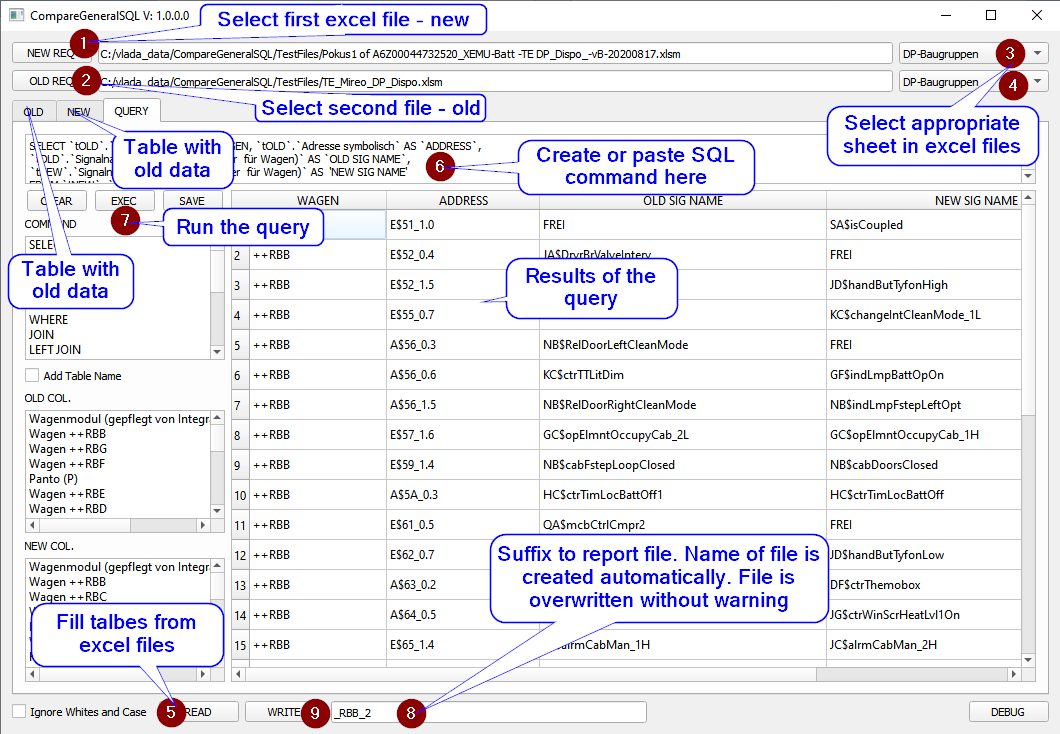 CompareGeneralSQL V: 1.0.0.0
Select first excel file - new
NEW REQ
1
C:/vlada_data/CompareGeneralSQL/TestFiles/Pokus1 of A6Z00044732520_XEMU-Batt -TE DP_Dispo_-vB-20200817.xlsm
DP-Baugruppen
3
OLD REQ
2
C:/vlada_data/CompareGeneralSQL/TestFiles/TE_Mireo_DP_Dispo.xlsm
DP-Baugruppen
4
Select second file - old
OLD
NEW
QUERY
Select appropriate
sheet in excel files
Table with
old data
SELECT `tOLD`.`
GEN, `tOLD`.`Adresse symbolisch` AS `ADDRESS`,
`tOLD`.`Signalna
er für Wagen)` AS `OLD SIG NAME`,
`tNEW`.`Signalna
er für Wagen)` AS 'NEW SIG NAME'
6
Create or paste SQL
command here
CLEAR
EXEC
SAVE
7
Run the query
COMMAND
SELE
Table with
old data
WHERE
JOIN
LEFT JOIN
Add Table Name
OLD COL.
Wagenmodul (gepflegt von Integr
Wagen ++RBB
Wagen ++RBG
Wagen ++RBF
Panto (P)
Wagen ++RBE
Wagen ++RBD
NEW COL.
Wagenmodul (gepflegt von Integr
Wagen ++RBB
Wagen ++RBC
Fill talbes from
excel files
WAGEN ADDRESS OLD SIG NAME NEW SIG NAME
E$51_1.0 FREI SA$isCoupled
2 ++RBB E$52_0.4 JA$DrvrBrValveInterv FREI
3 ++RBB E$52_1.5 JD$handButTyfonHigh
4 ++RBB E$55_0.7 KC$changeIntCleanMode_1L
5 ++RBB A$56_0.3 NB$RelDoorLeftCleanMode FREI
6 ++RBB A$56_0.6 KC$ctrTTLitDim GF$indLmpBattOpOn
7 ++RBB A$56_1.5 NB$RelDoorRightCleanMode NB$indLmpFstepLeftOpt
8 ++RBB E$57_1.6 GC$opElmntOccupyCab_2L GC$opElmntOccupyCab_1H
9 ++RBB E$59_1.4 NB$cabFstepLoopClosed NB$cabDoorsClosed
10 ++RBB A$5A_0.3 HC$ctrTimLocBattOff1 HC$ctrTimLocBattOff
11 ++RBB E$61_0.5 QA$mcbCtrlCmpr2 FREI
12 ++RBB E$62_0.7 JD$handButTyfonLow
13 ++RBB A$63_0.2 DF$ctrThemobox
14 ++RBB A$64_0.5 JG$ctrWinScrHeatLvl1On
15 ++RBB E$65_1.4 $alrmCabMan_1H JC$alrmCabMan_2H
Results of the
query
Suffix to report file. Name of file is
created automatically. File is
overwritten without warning
Ignore Whites and Case
5
READ
WRITE
9
_RBB_2
8
DEBUG